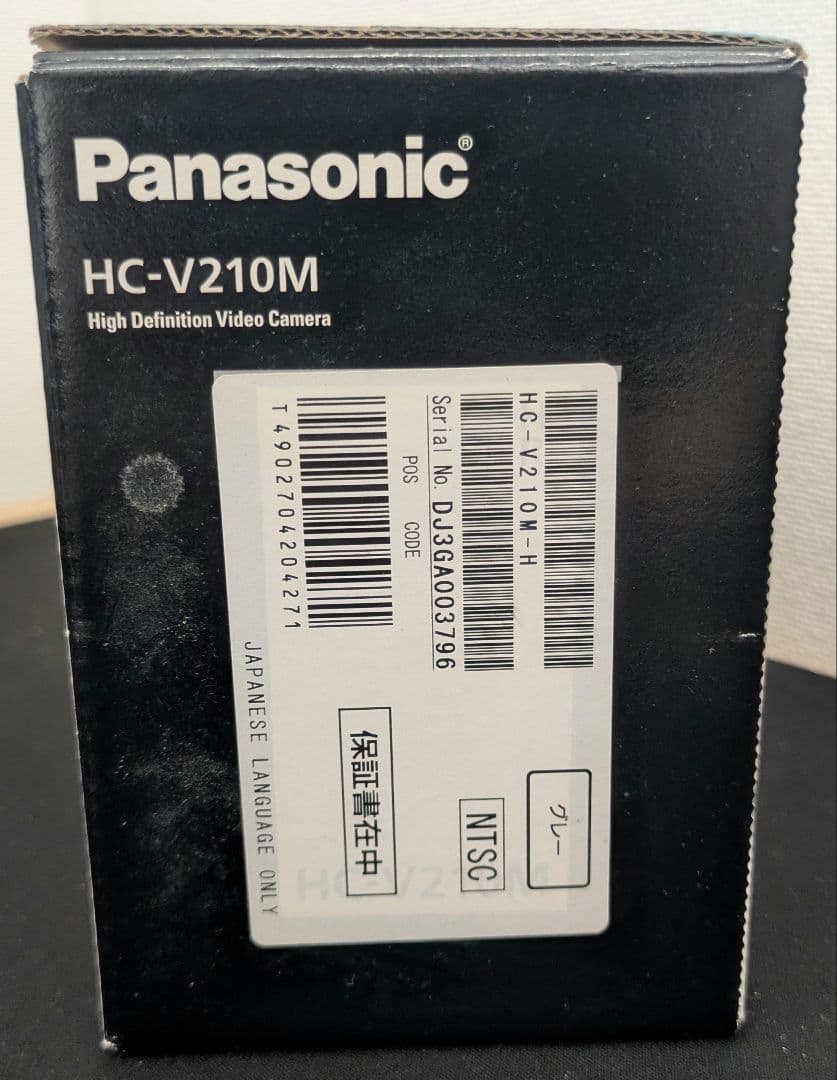 Panasonic®
HC-V210M
High Definition Video Camera
HC-V210M-H
Serial No. DJ3GA003796
POS CODE
T4902704204271
グレー
NTSC
保証書在中
JAPANESE LANGUAGE ONLY
HC-V210M